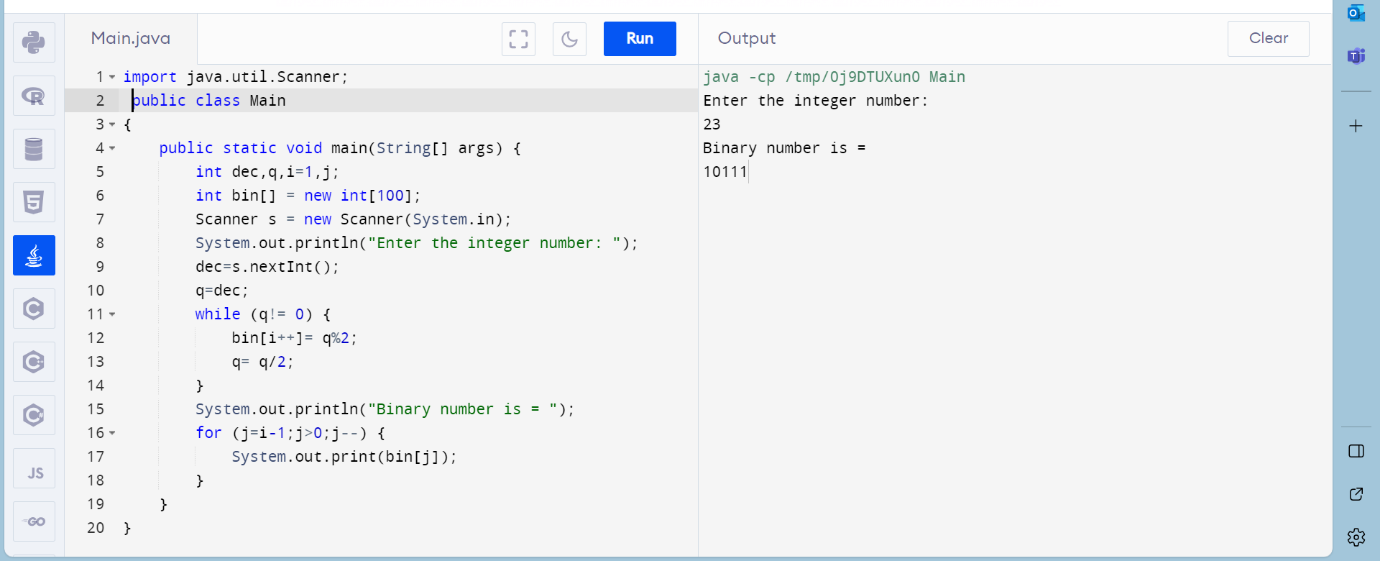 Main.java
Run
Output
Clear
1 import java.util.Scanner;
2 public class Main
3 {
4 public static void main(String[] args) {
5 int dec,q,i=1,j;
6 int bin[] = new int[100];
7 Scanner s = new Scanner(System.in);
8 System.out.println("Enter the integer number: ");
9 dec=s.nextInt();
10 q=dec;
11 while (q!= 0) {
12 bin[i++]= q%2;
13 q= q/2;
14 }
15 System.out.println("Binary number is = ");
16 for (j=i-1;j>0;j--) {
17 System.out.print(bin[j]);
18 }
19 }
20 }
java -cp /tmp/0j9DTUXunO Main
Enter the integer number:
23
Binary number is =
10111
R
5
C
C
C
JS
GO